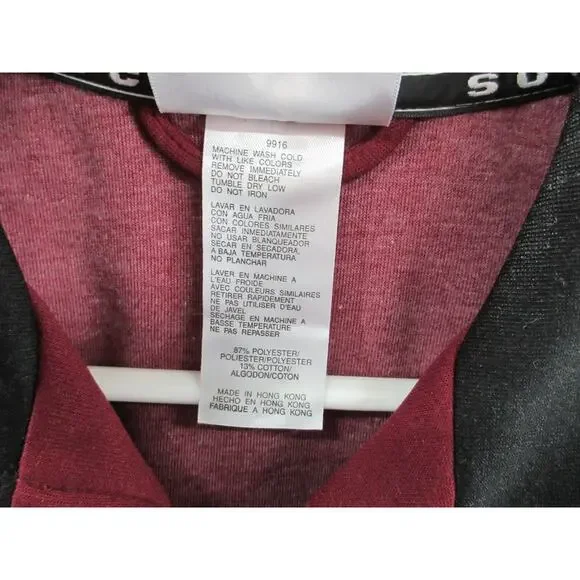 C
SO
9916
MACHINE WASH COLD
WITH LIKE COLORS
REMOVE IMMEDIATELY
DO NOT BLEACH
TUMBLE DRY LOW
DO NOT IRON
LAVAR EN LAVADORA
CON AGUA FRIA
CON COLORES SIMILARES
SACAR INMEDIATAMENTE
NO USAR BLANQUEADOR
SECAR EN SECADORA,
A BAJA TEMPERATURA
NO PLANCHAR
LAVER EN MACHINE A
L'EAU FROIDE
AVEC COULEURS SIMILAIRES
RETIRER RAPIDEMENT
NE PAS UTILISER D'EAU
DE JAVEL
SÉCHAGE EN MACHINE A
BASSE TEMPERATURE
NE PAS REPASSER
87% POLYESTER/
POLIESTER/POLYESTER
13% COTTON/
ALGODON/COTON
MADE IN HONG KONG
HECHO EN HONG KONG
FABRIQUE A HONG KONG